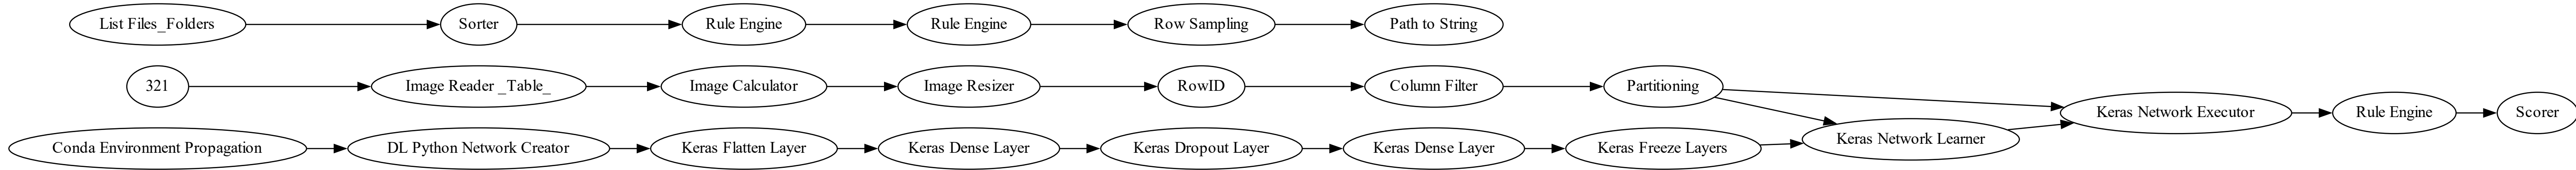 List Files_Folders
Sorter
Rule Engine
Rule Engine
Row Sampling
Path to String
321
Image Reader _Table_
Image Calculator
Image Resizer
RowID
Column Filter
Partitioning
Keras Network Executor
Rule Engine
Scorer
Conda Environment Propagation
DL Python Network Creator
Keras Flatten Layer
Keras Dense Layer
Keras Dropout Layer
Keras Dense Layer
Keras Freeze Layers
Keras Network Learner